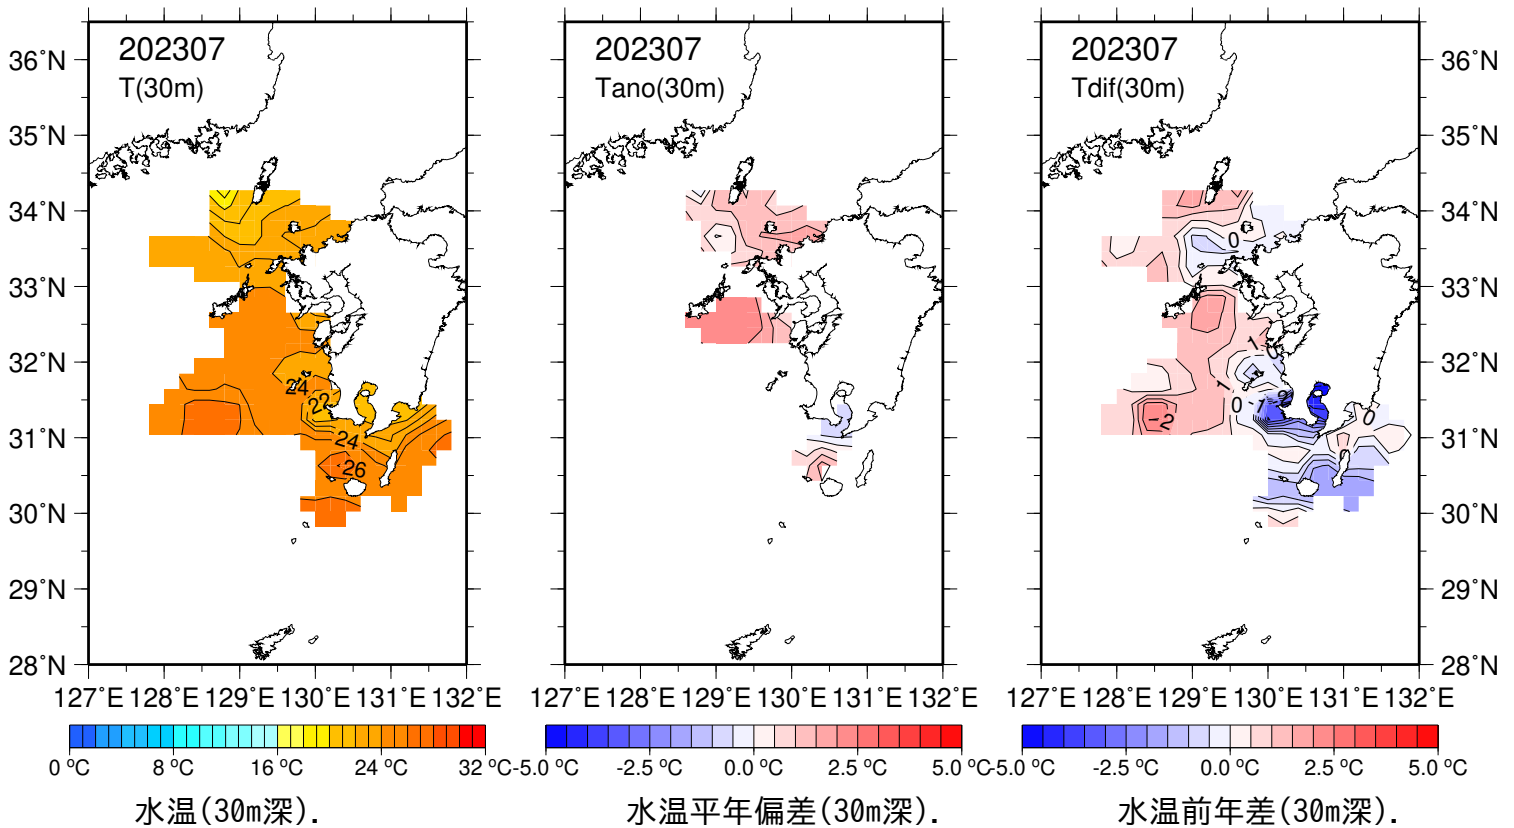 202307
T(30m)
36°N
35°N
34°N
33°N
32°N
31°N
30°N
29°N
28°N
127°E 128°E 129°E 130°E 131°E 132°E
24
22
24
26
0 °C 8 °C 16 °C 24 °C 32 °C
水温(30m深).
202307
Tano(30m)
127°E 128°E 129°E 130°E 131°E 132°E
-5.0 °C -2.5 °C 0.0 °C 2.5 °C 5.0 °C
水温平年偏差(30m深).
202307
Tdif(30m)
36°N
35°N
34°N
33°N
32°N
31°N
30°N
29°N
28°N
127°E 128°E 129°E 130°E 131°E 132°E
0
1
0
1
0
-1
-2
0
0
-5.0 °C -2.5 °C 0.0 °C 2.5 °C 5.0 °C
水温前年差(30m深).